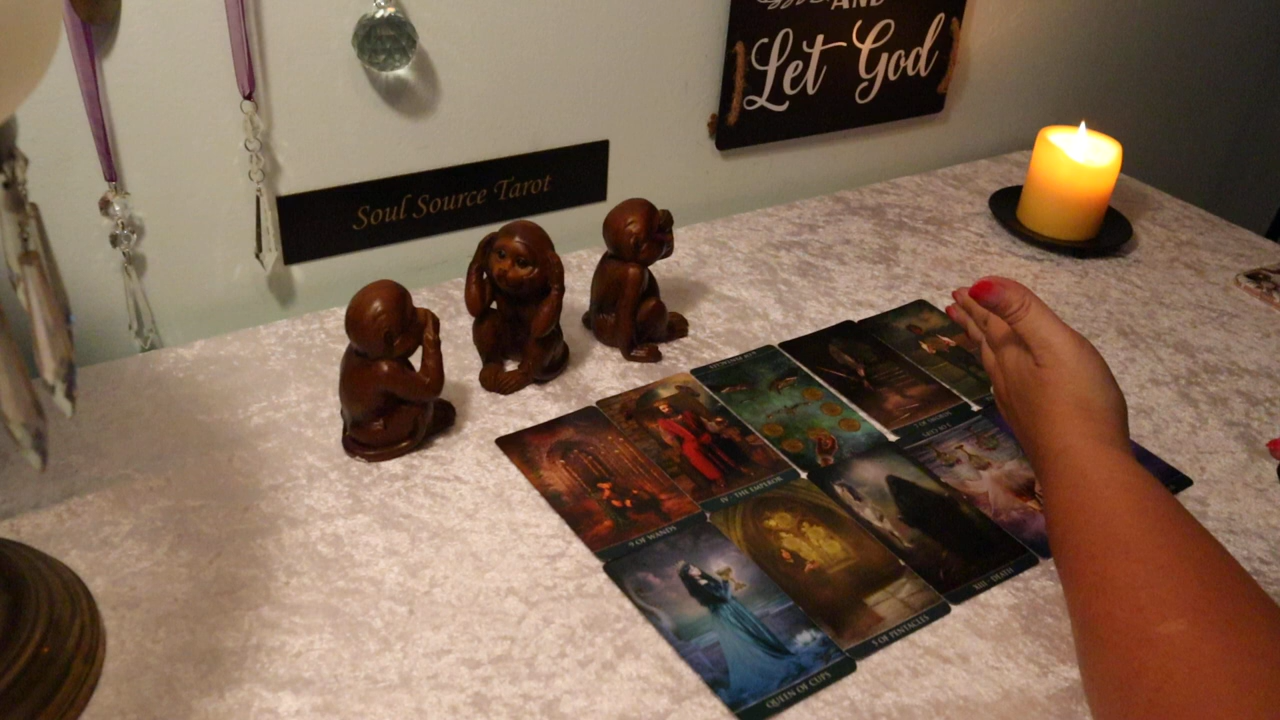 AND
Let God
Soul Source Tarot
9 OF WANDS
IV · THE EMPEROR
QUEEN OF CUPS
5 OF PENTACLES
XIII · DEATH